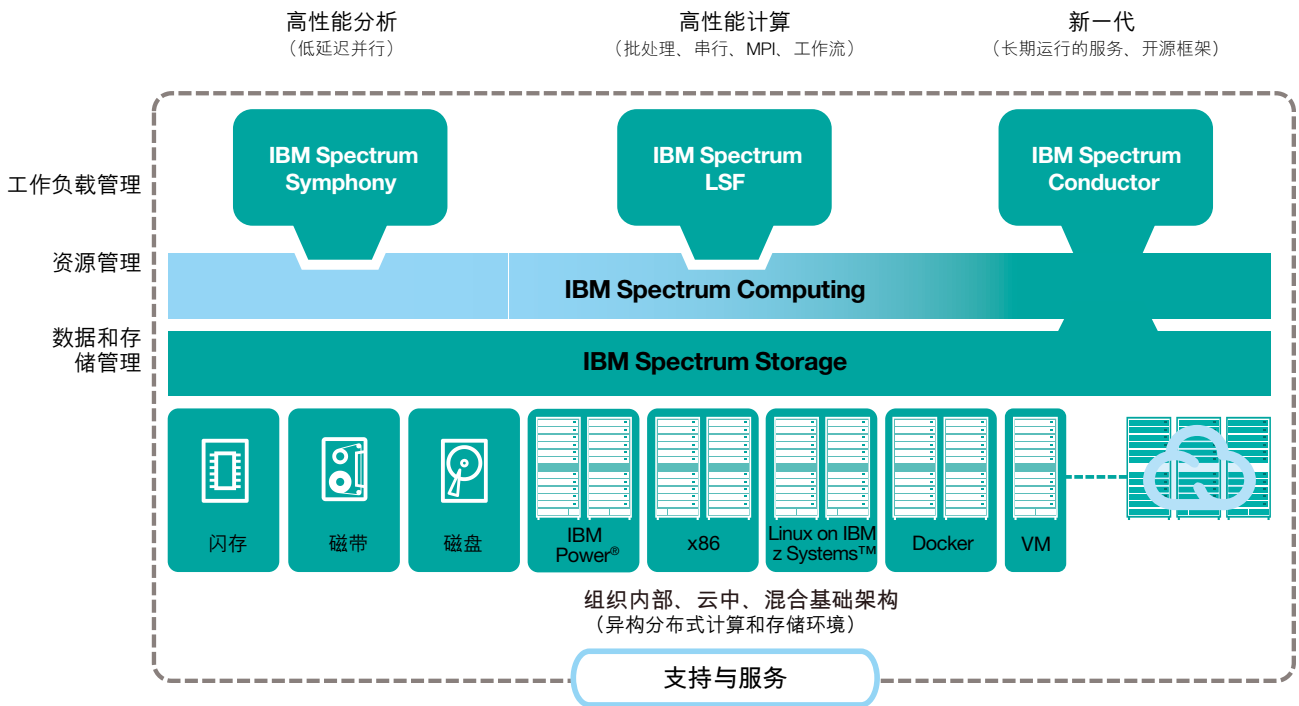 高性能分析
（低延迟并行）
高性能计算
（批处理、串行、MPI、工作流）
新一代
（长期运行的服务、开源框架）
工作负载管理
IBM Spectrum
Symphony
IBM Spectrum
LSF
IBM Spectrum
Conductor
资源管理
IBM Spectrum Computing
数据和存
储管理
IBM Spectrum Storage
闪存
磁带
磁盘
IBM
Power®
x86
Linux on IBM
z Systems™
Docker
VM
组织内部、云中、混合基础架构
（异构分布式计算和存储环境）
支持与服务